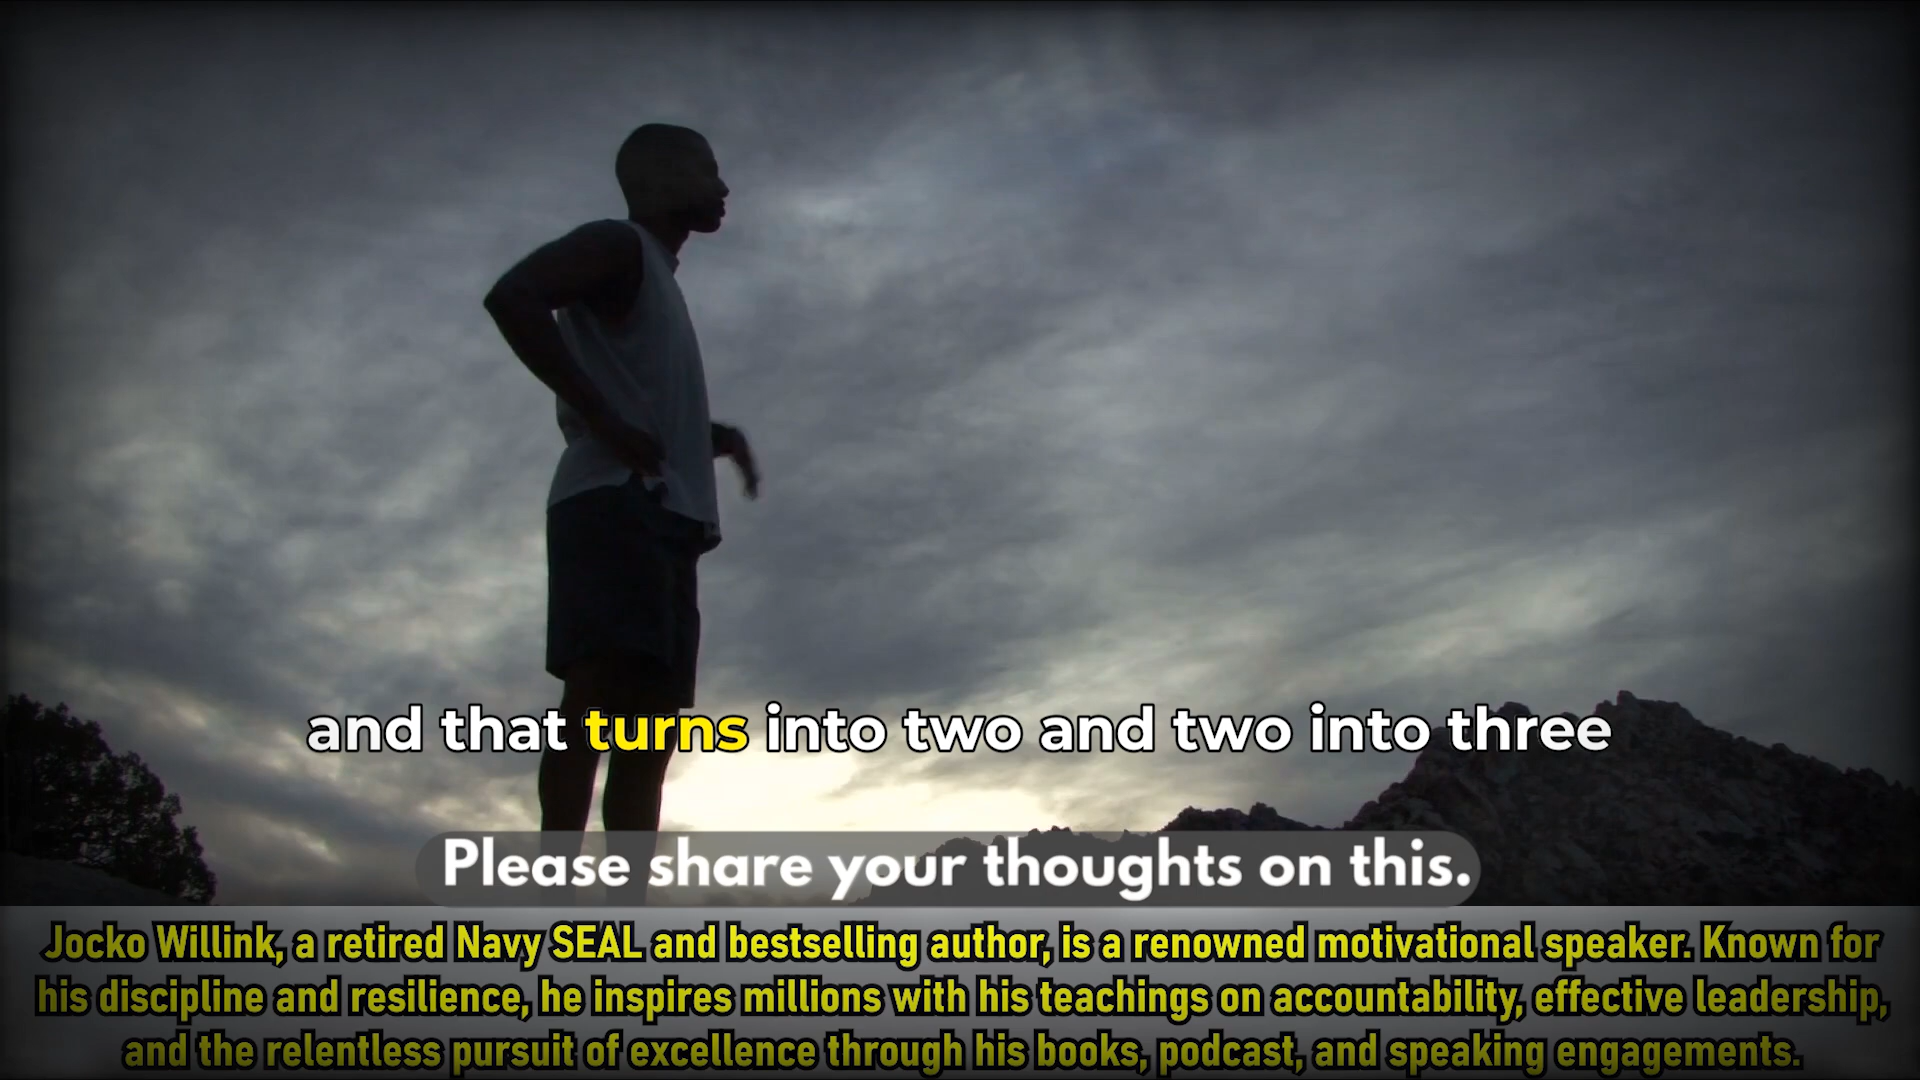 and that turns into two and two into three
Please share your thoughts on this.
Jocko Willink, a retired Navy SEAL and bestselling author, is a renowned motivational speaker. Known for
his discipline and resilience, he inspires millions with his teachings on accountability, effective leadership,
and the relentless pursuit of excellence through his books, podcast, and speaking engagements.